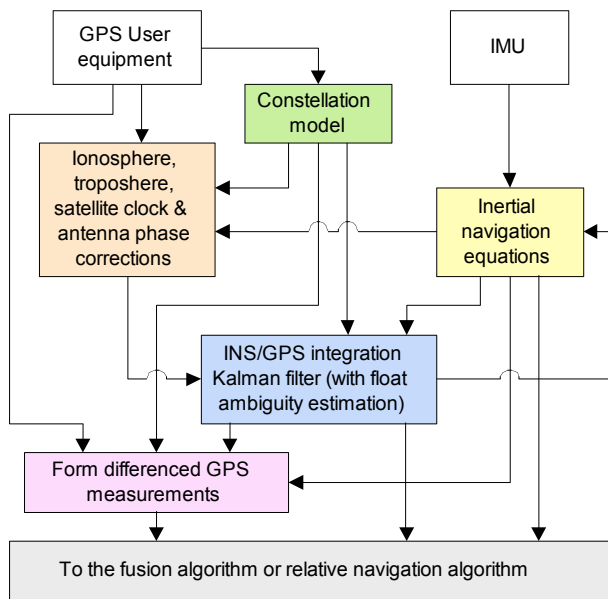 GPS User
equipment
IMU
Constellation
model
Ionosphere,
troposhere,
satellite clock &
antenna phase
corrections
Inertial
navigation
equations
INS/GPS integration
Kalman filter (with float
ambiguity estimation)
Form differenced GPS
measurements
To the fusion algorithm or relative navigation algorithm